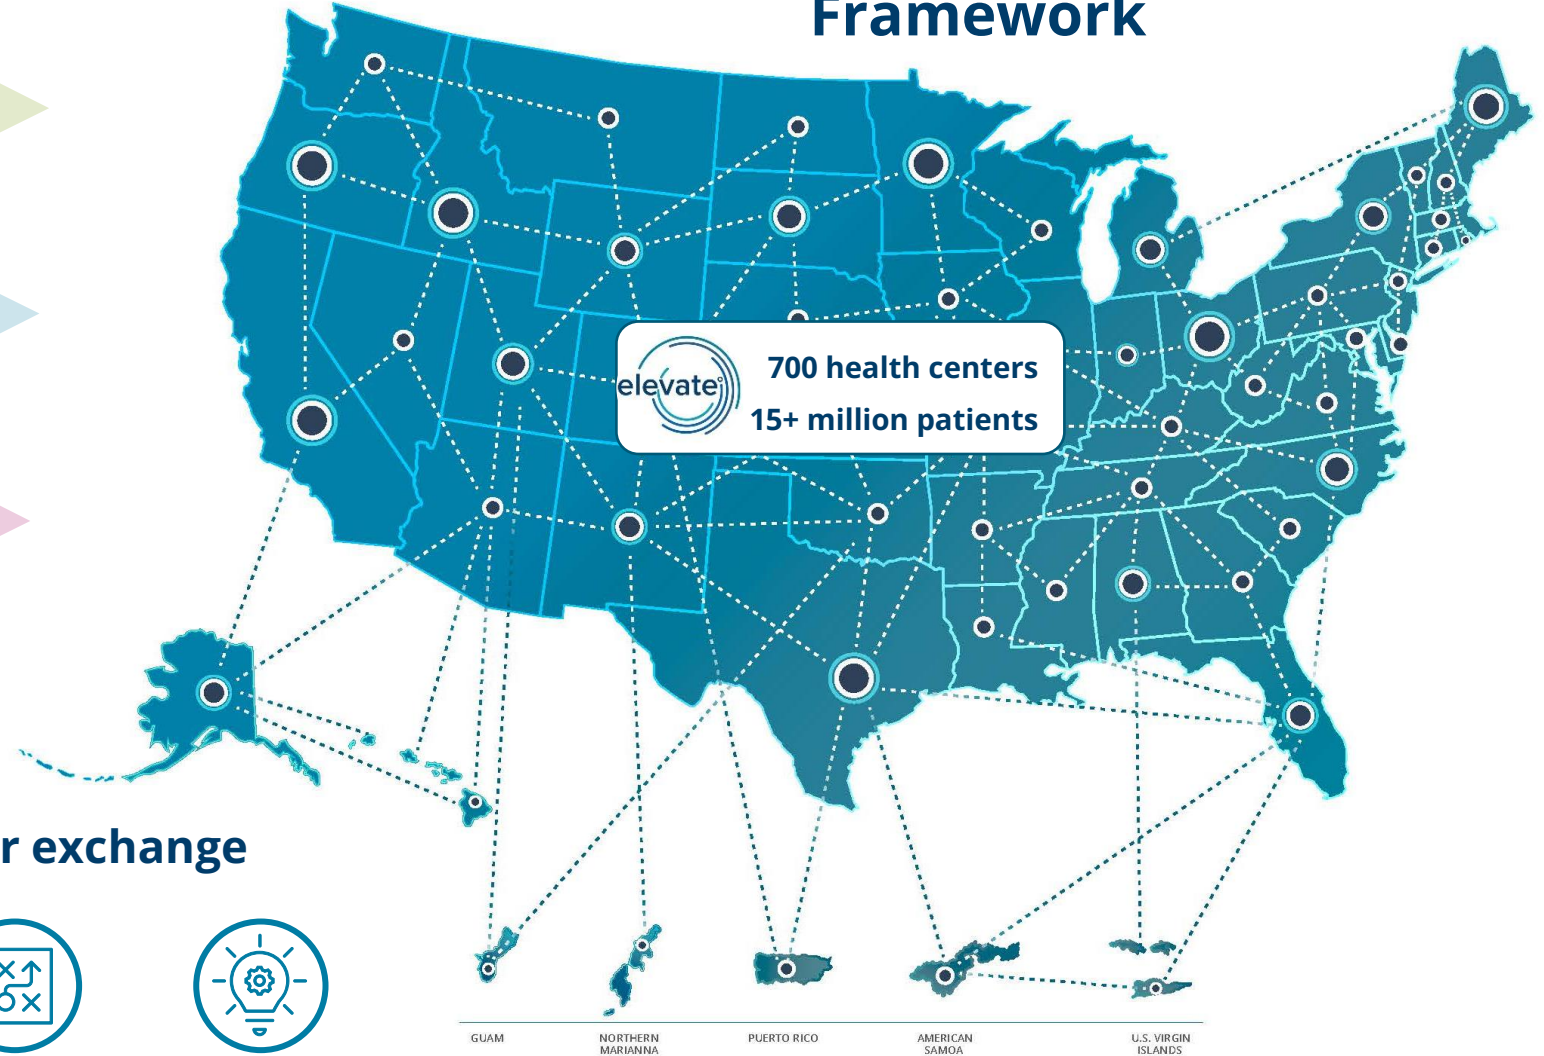 Framework
elevate
700 health centers
15+ million patients
r exchange
GUAM
NORTHERN
MARIANNA
PUERTO RICO
AMERICAN
SAMOA
U.S. VIRGIN
ISLANDS